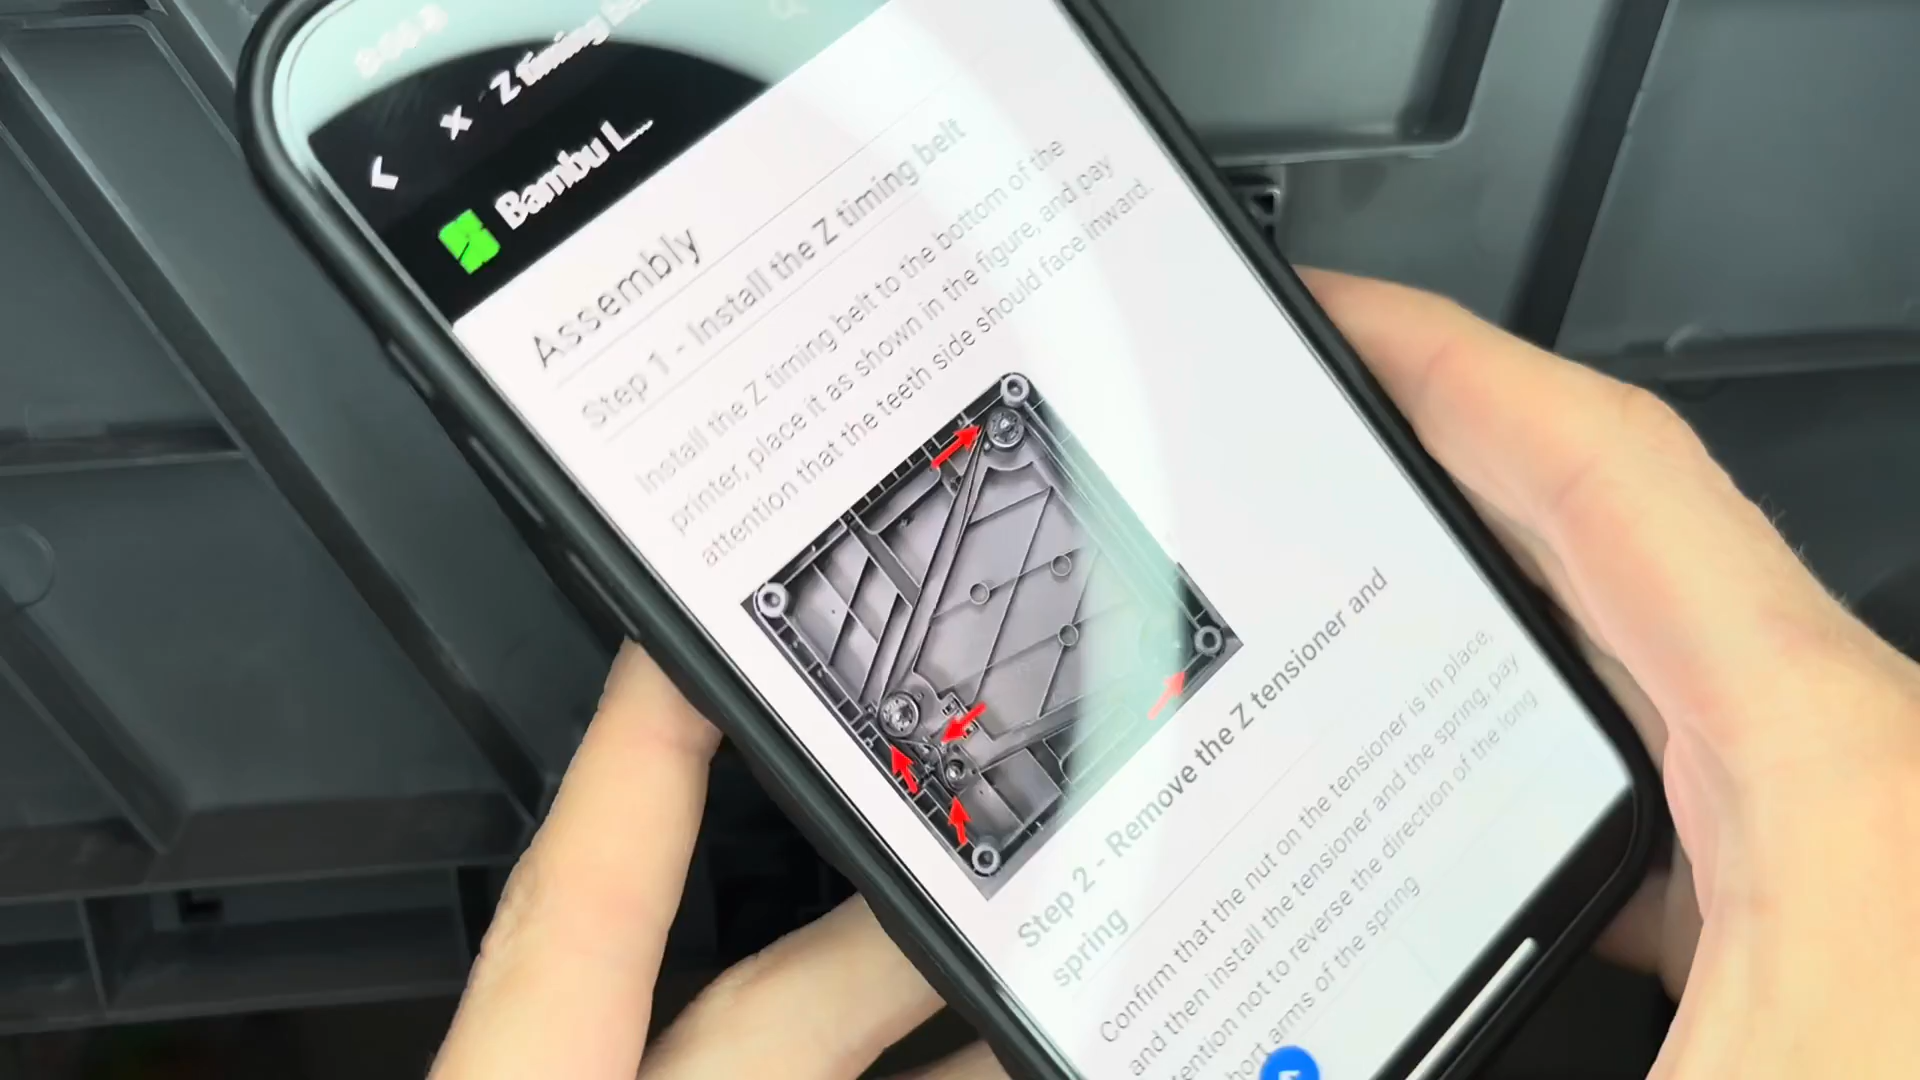 Z timing
Bambu L...
Assembly
Step 1 - Install the Z timing belt
Install the Z timing belt to the bottom of the
printer, place it as shown in the figure, and pay
attention that the teeth side should face inward.
Step 2 - Remove the Z tensioner and
spring
Confirm that the nut on the tensioner is in place,
and then install the tensioner and the spring, pay
tention not to reverse the direction of the long
hort arms of the spring